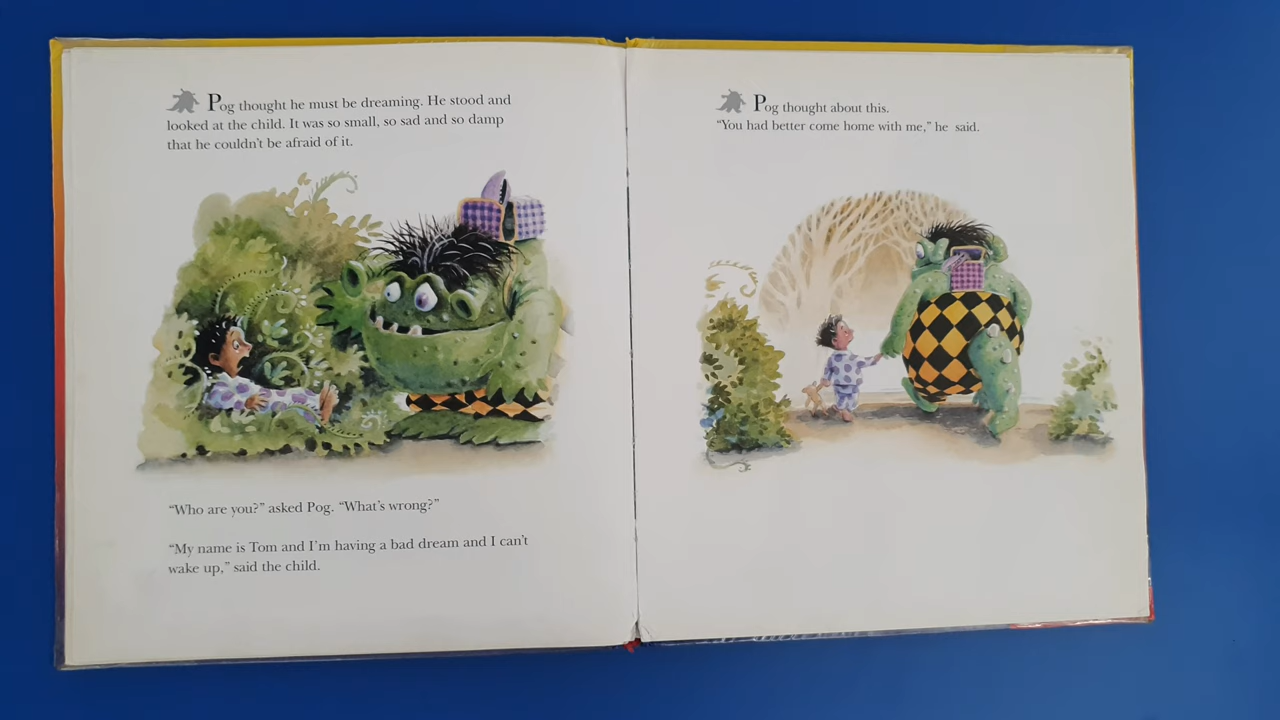 Pog thought he must be dreaming. He stood and
looked at the child. It was so small, so sad and so damp
that he couldn't be afraid of it.
“Who are you?” asked Pog. “What's wrong?”
“My name is Tom and I'm having a bad dream and I can't
wake up,” said the child.
Pog thought about this.
“You had better come home with me,” he said.